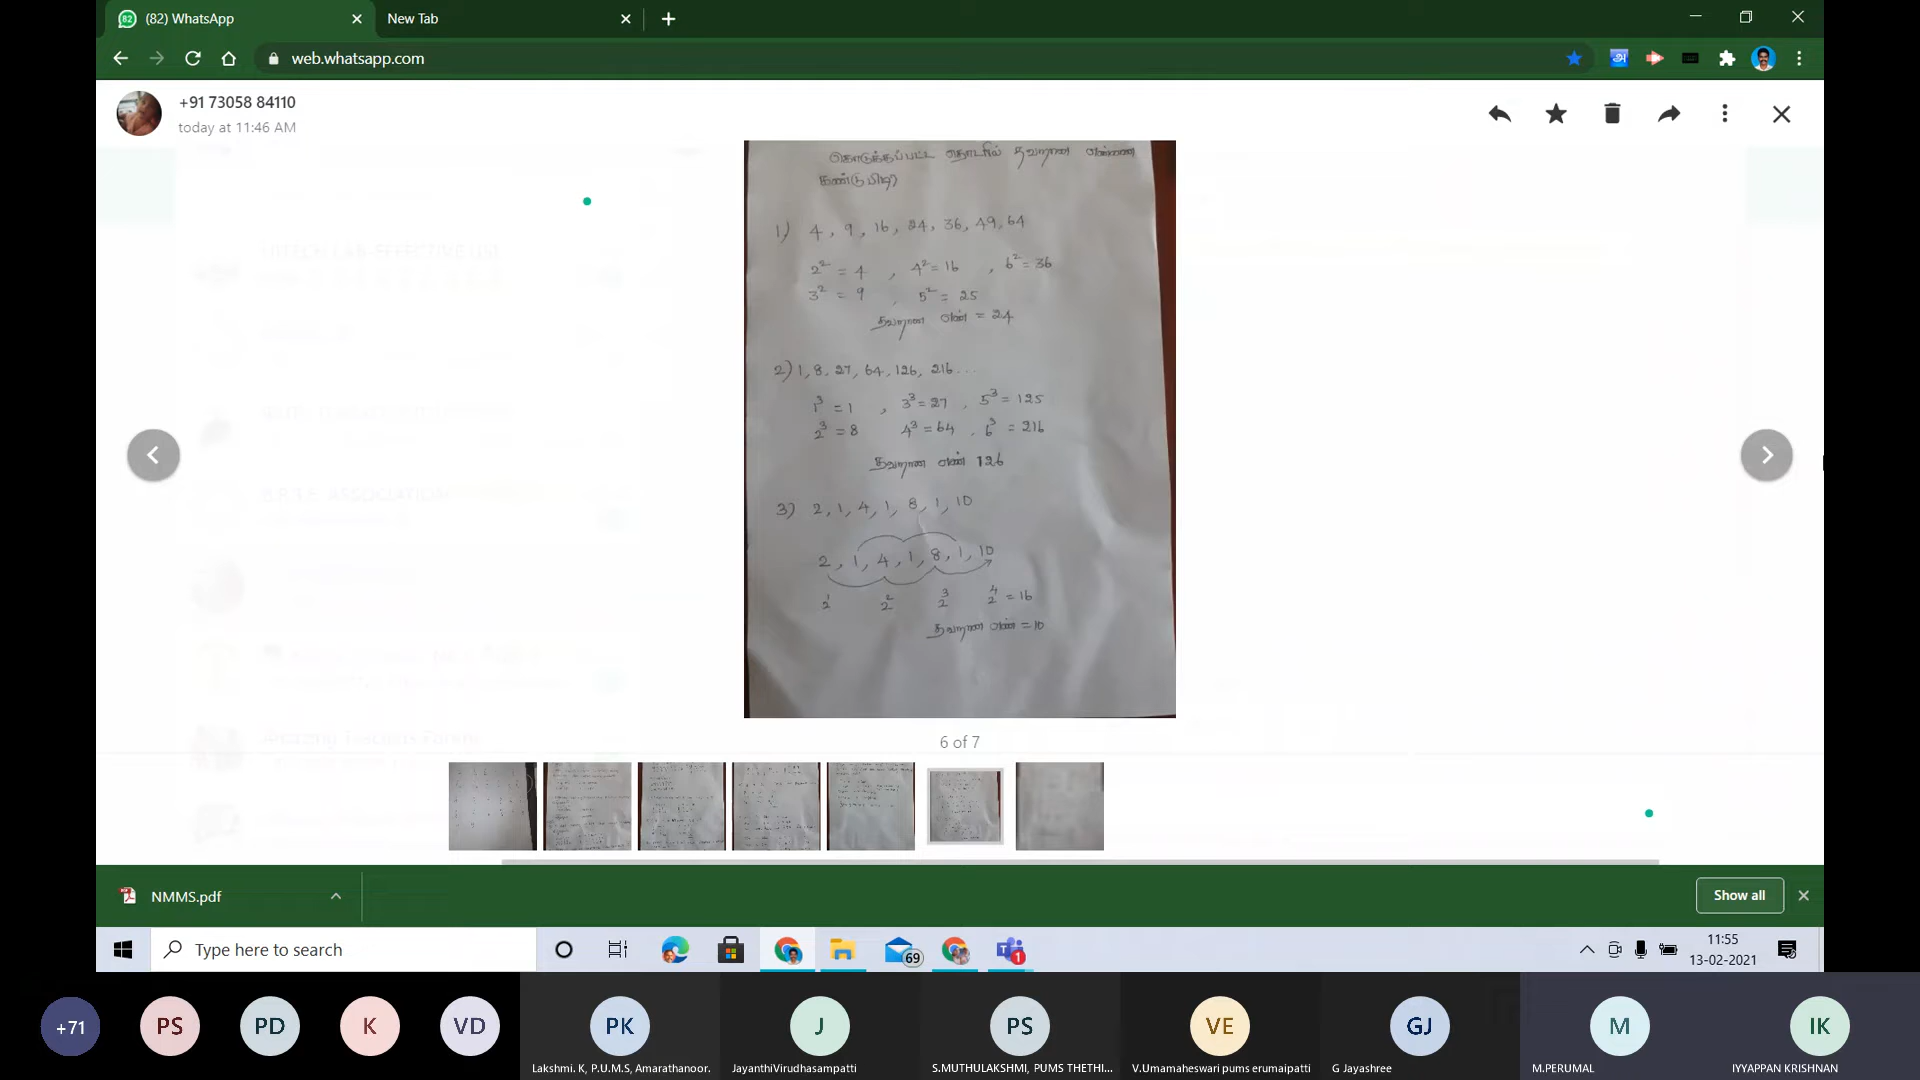 (82) WhatsApp
New Tab
web.whatsapp.com
+91 73058 84110
today at 11:46 AM
கொடுக்கப்பட்ட தொடரில் தவறான எண்ணை
கண்டுபிடி
1) 4, 9, 16, 24, 36, 49, 64
2² = 4 , 4² = 16 , 6² = 36
3² = 9 , 5² = 25
தவறான எண் = 24
2) 1, 8, 27, 64, 126, 216...
1³ = 1 , 3³ = 27 , 5³ = 125
2³ = 8 4³ = 64 , 6³ = 216
தவறான எண் 126
3) 2, 1, 4, 1, 8, 1, 10
2, 1, 4, 1, 8, 1, 10
2¹ 2² 2³ 2⁴ = 16
தவறான எண் = 10
6 of 7
NMMS.pdf
Show all
Type here to search
69
1
11:55
13-02-2021
+71
PS
PD
K
VD
PK
J
PS
VE
GJ
M
IK
Lakshmi. K, P.U.M.S, Amarathanoor.
JayanthiVirudhasampatti
S.MUTHULAKSHMI, PUMS THETHI...
V.Umamaheswari pums erumaipatti
G Jayashree
M.PERUMAL
IYYAPPAN KRISHNAN